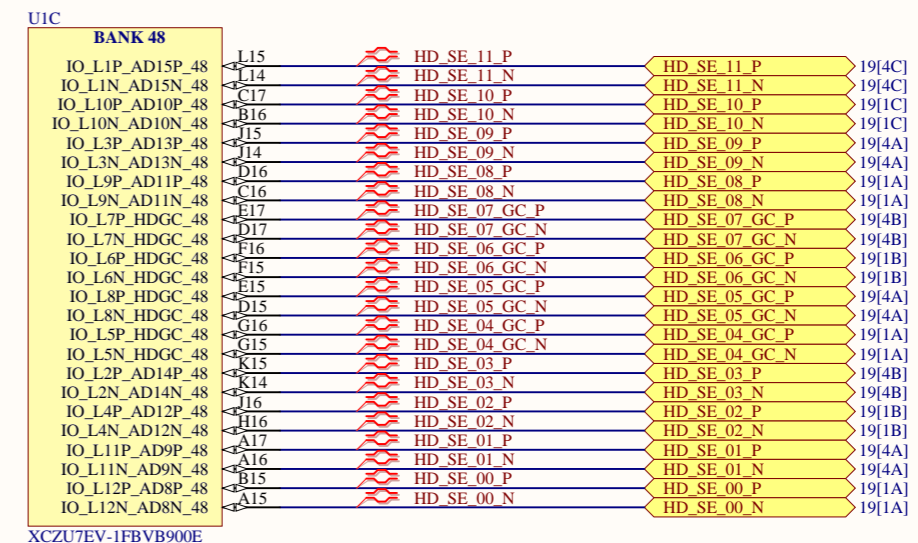 U1C
BANK 48
IO_L1P_AD15P_48 L15 HD_SE_11_P HD_SE_11_P 19[4C]
IO_L1N_AD15N_48 L14 HD_SE_11_N HD_SE_11_N 19[4C]
IO_L10P_AD10P_48 C17 HD_SE_10_P HD_SE_10_P 19[1C]
IO_L10N_AD10N_48 B16 HD_SE_10_N HD_SE_10_N 19[1C]
IO_L3P_AD13P_48 J15 HD_SE_09_P HD_SE_09_P 19[4A]
IO_L3N_AD13N_48 J14 HD_SE_09_N HD_SE_09_N 19[4A]
IO_L9P_AD11P_48 D16 HD_SE_08_P HD_SE_08_P 19[1A]
IO_L9N_AD11N_48 C16 HD_SE_08_N HD_SE_08_N 19[1A]
IO_L7P_HDGC_48 E17 HD_SE_07_GC_P HD_SE_07_GC_P 19[4B]
IO_L7N_HDGC_48 D17 HD_SE_07_GC_N HD_SE_07_GC_N 19[4B]
IO_L6P_HDGC_48 F16 HD_SE_06_GC_P HD_SE_06_GC_P 19[1B]
IO_L6N_HDGC_48 F15 HD_SE_06_GC_N HD_SE_06_GC_N 19[1B]
IO_L8P_HDGC_48 E15 HD_SE_05_GC_P HD_SE_05_GC_P 19[4A]
IO_L8N_HDGC_48 D15 HD_SE_05_GC_N HD_SE_05_GC_N 19[4A]
IO_L5P_HDGC_48 G16 HD_SE_04_GC_P HD_SE_04_GC_P 19[1A]
IO_L5N_HDGC_48 G15 HD_SE_04_GC_N HD_SE_04_GC_N 19[1A]
IO_L2P_AD14P_48 K15 HD_SE_03_P HD_SE_03_P 19[4B]
IO_L2N_AD14N_48 K14 HD_SE_03_N HD_SE_03_N 19[4B]
IO_L4P_AD12P_48 J16 HD_SE_02_P HD_SE_02_P 19[1B]
IO_L4N_AD12N_48 H16 HD_SE_02_N HD_SE_02_N 19[1B]
IO_L11P_AD9P_48 A17 HD_SE_01_P HD_SE_01_P 19[4A]
IO_L11N_AD9N_48 A16 HD_SE_01_N HD_SE_01_N 19[4A]
IO_L12P_AD8P_48 B15 HD_SE_00_P HD_SE_00_P 19[1A]
IO_L12N_AD8N_48 A15 HD_SE_00_N HD_SE_00_N 19[1A]
XCZU7EV-1FBVB900E